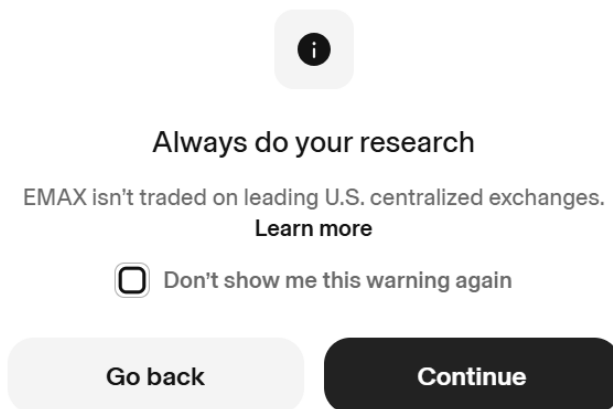 Always do your research
EMAX isn't traded on leading U.S. centralized exchanges.
Learn more
Don't show me this warning again
Go back
Continue